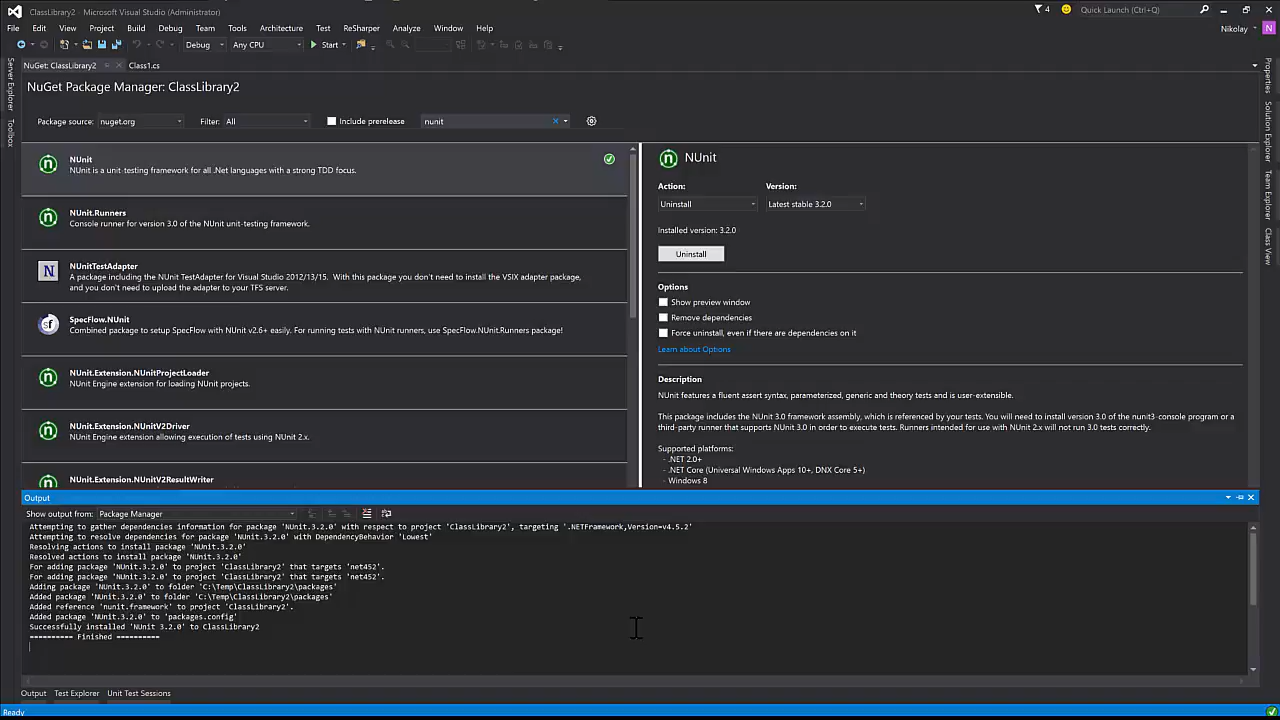 ClassLibrary2 - Microsoft Visual Studio (Administrator)
4
Quick Launch (Ctrl+Q)
File Edit View Project Build Debug Team Tools Architecture Test ReSharper Analyze Window Help
Nikolay N
Debug Any CPU Start
NuGet: ClassLibrary2 Class1.cs
Server Explorer
Toolbox
Properties
Solution Explorer
Team Explorer
Class View
NuGet Package Manager: ClassLibrary2
Package source: nuget.org Filter: All Include prerelease nunit
NUnit
NUnit is a unit-testing framework for all .Net languages with a strong TDD focus.
NUnit.Runners
Console runner for version 3.0 of the NUnit unit-testing framework.
NUnitTestAdapter
A package including the NUnit TestAdapter for Visual Studio 2012/13/15. With this package you don't need to install the VSIX adapter package,
and you don't need to upload the adapter to your TFS server.
SpecFlow.NUnit
Combined package to setup SpecFlow with NUnit v2.6+ easily. For running tests with NUnit runners, use SpecFlow.NUnit.Runners package!
NUnit.Extension.NUnitProjectLoader
NUnit Engine extension for loading NUnit projects.
NUnit.Extension.NUnitV2Driver
NUnit Engine extension allowing execution of tests using NUnit 2.x.
NUnit.Extension.NUnitV2ResultWriter
NUnit
Action: Version:
Uninstall Latest stable 3.2.0
Installed version: 3.2.0
Uninstall
Options
Show preview window
Remove dependencies
Force uninstall, even if there are dependencies on it
Learn about Options
Description
NUnit features a fluent assert syntax, parameterized, generic and theory tests and is user-extensible.
This package includes the NUnit 3.0 framework assembly, which is referenced by your tests. You will need to install version 3.0 of the nunit3-console program or a
third-party runner that supports NUnit 3.0 in order to execute tests. Runners intended for use with NUnit 2.x will not run 3.0 tests correctly.
Supported platforms:
- .NET 2.0+
- .NET Core (Universal Windows Apps 10+, DNX Core 5+)
- Windows 8
Output
Show output from: Package Manager
Attempting to gather dependencies information for package 'NUnit.3.2.0' with respect to project 'ClassLibrary2', targeting '.NETFramework,Version=v4.5.2'
Attempting to resolve dependencies for package 'NUnit.3.2.0' with DependencyBehavior 'Lowest'
Resolving actions to install package 'NUnit.3.2.0'
Resolved actions to install package 'NUnit.3.2.0'
For adding package 'NUnit.3.2.0' to project 'ClassLibrary2' that targets 'net452'.
For adding package 'NUnit.3.2.0' to project 'ClassLibrary2' that targets 'net452'.
Adding package 'NUnit.3.2.0' to folder 'C:\Temp\ClassLibrary2\packages'
Added package 'NUnit.3.2.0' to folder 'C:\Temp\ClassLibrary2\packages'
Added reference 'nunit.framework' to project 'ClassLibrary2'.
Added package 'NUnit.3.2.0' to 'packages.config'
Successfully installed 'NUnit 3.2.0' to ClassLibrary2
========== Finished ==========
Output Test Explorer Unit Test Sessions
Ready